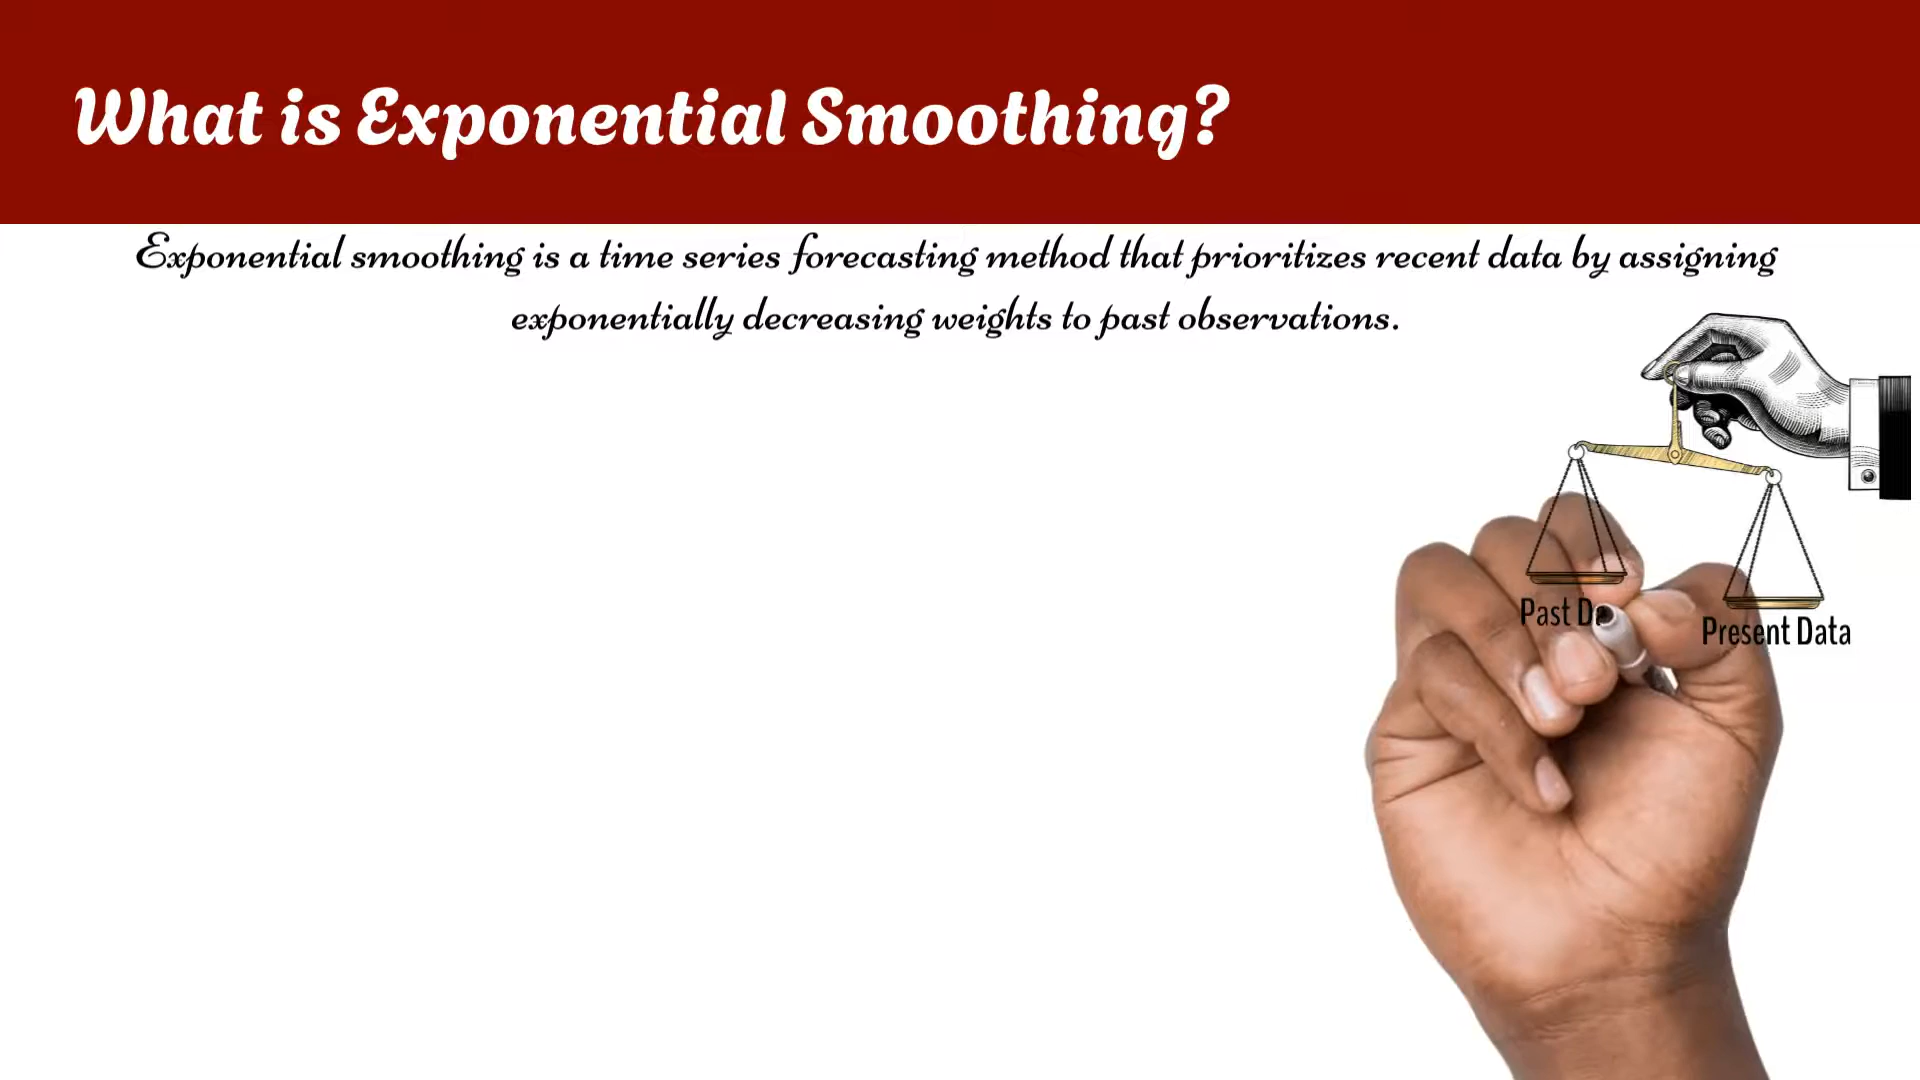 What is Exponential Smoothing?
Exponential smoothing is a time series forecasting method that prioritizes recent data by assigning
exponentially decreasing weights to past observations.
Past
Present Data